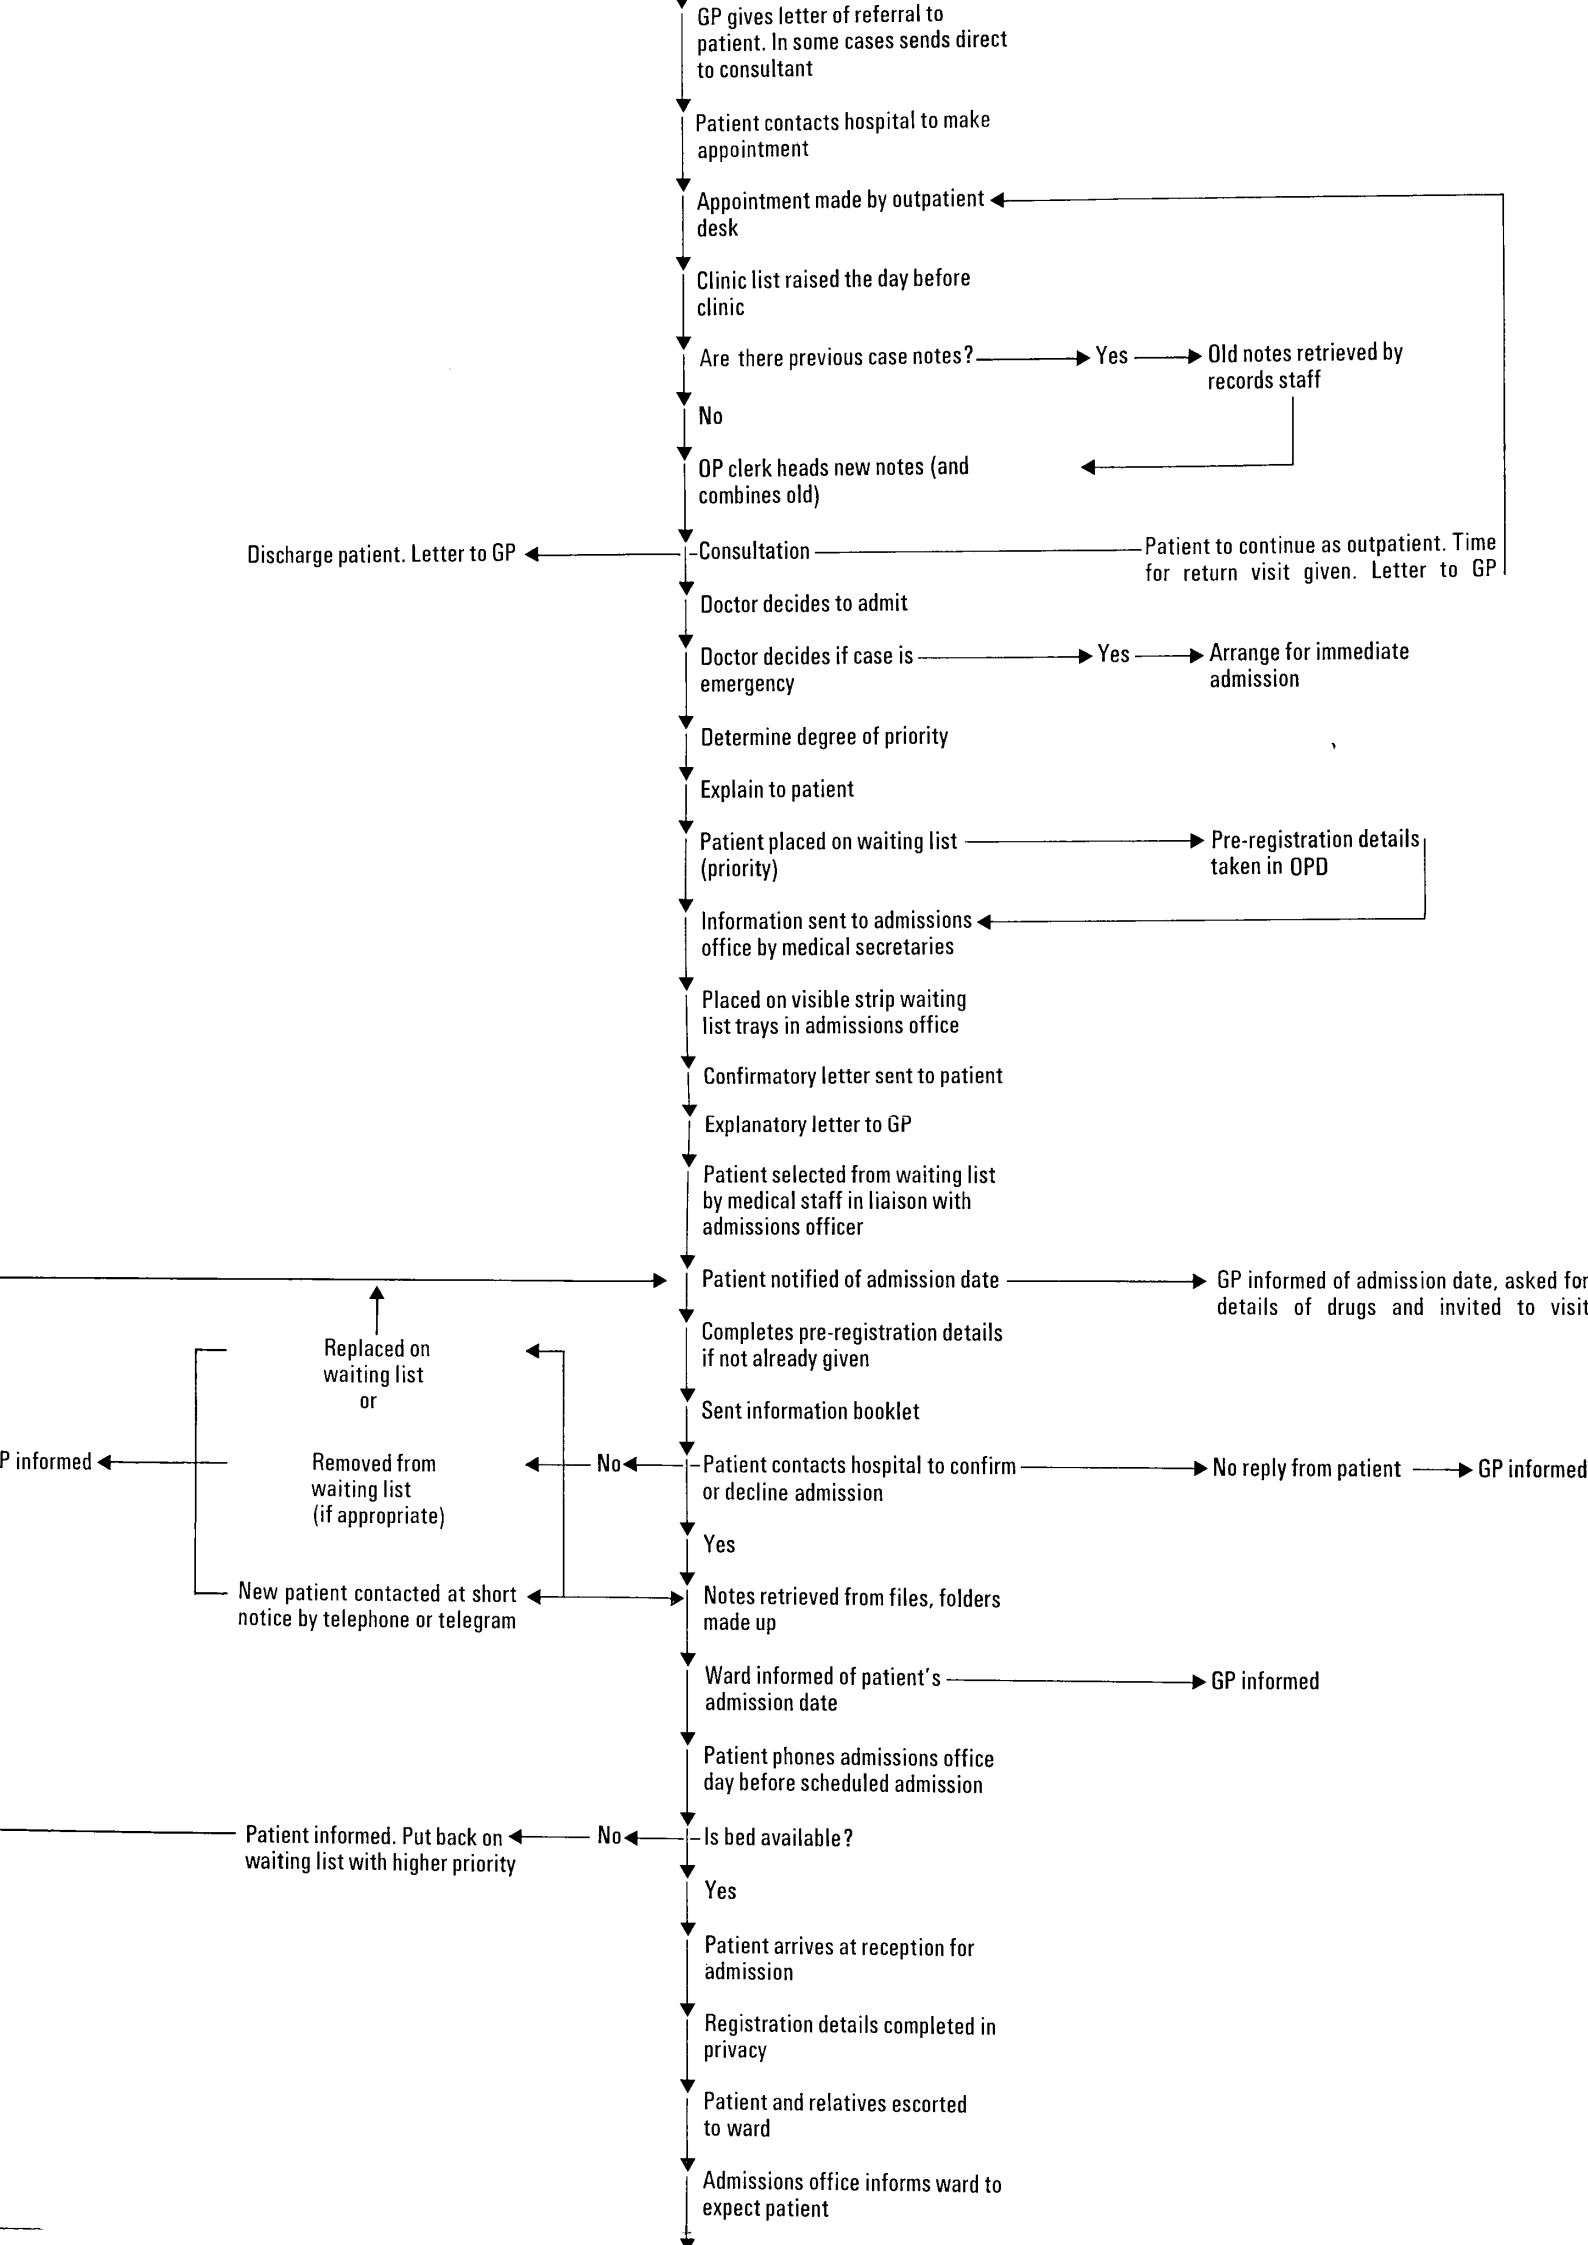 GP gives letter of referral to
patient. In some cases sends direct
to consultant
Patient contacts hospital to make
appointment
Appointment made by outpatient
desk
Clinic list raised the day before
clinic
Are there previous case notes?
Yes
Old notes retrieved by
records staff
No
OP clerk heads new notes (and
combines old)
Discharge patient. Letter to GP
Consultation
Patient to continue as outpatient. Time
for return visit given. Letter to GP
Doctor decides to admit
Doctor decides if case is
emergency
Yes
Arrange for immediate
admission
Determine degree of priority
Explain to patient
Patient placed on waiting list
(priority)
Pre-registration details
taken in OPD
Information sent to admissions
office by medical secretaries
Placed on visible strip waiting
list trays in admissions office
Confirmatory letter sent to patient
Explanatory letter to GP
Patient selected from waiting list
by medical staff in liaison with
admissions officer
Patient notified of admission date
GP informed of admission date, asked for
details of drugs and invited to visit
Completes pre-registration details
if not already given
Replaced on
waiting list
or
Sent information booklet
P informed
Removed from
waiting list
(if appropriate)
No
Patient contacts hospital to confirm
or decline admission
No reply from patient
GP informed
Yes
New patient contacted at short
notice by telephone or telegram
Notes retrieved from files, folders
made up
Ward informed of patient's
admission date
GP informed
Patient phones admissions office
day before scheduled admission
Patient informed. Put back on
waiting list with higher priority
No
Is bed available?
Yes
Patient arrives at reception for
admission
Registration details completed in
privacy
Patient and relatives escorted
to ward
Admissions office informs ward to
expect patient